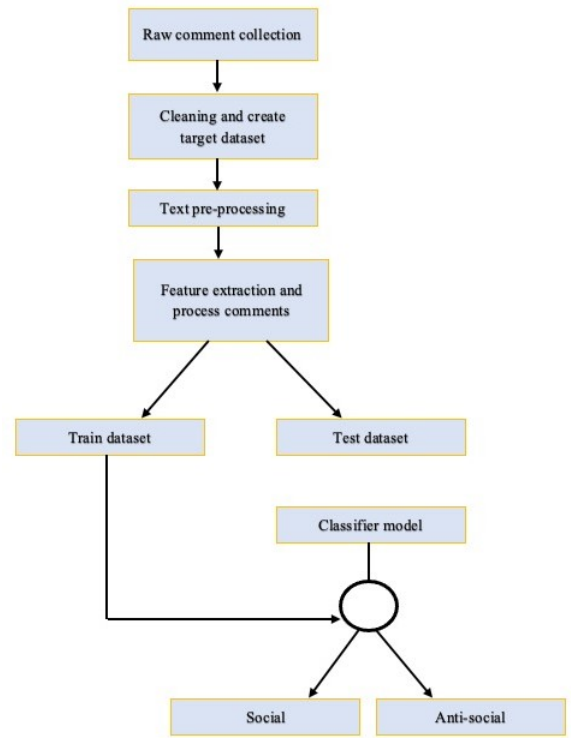 Raw comment collection
Cleaning and create
target dataset
Text pre-processing
Feature extraction and
process comments
Train dataset
Test dataset
Classifier model
Social
Anti-social